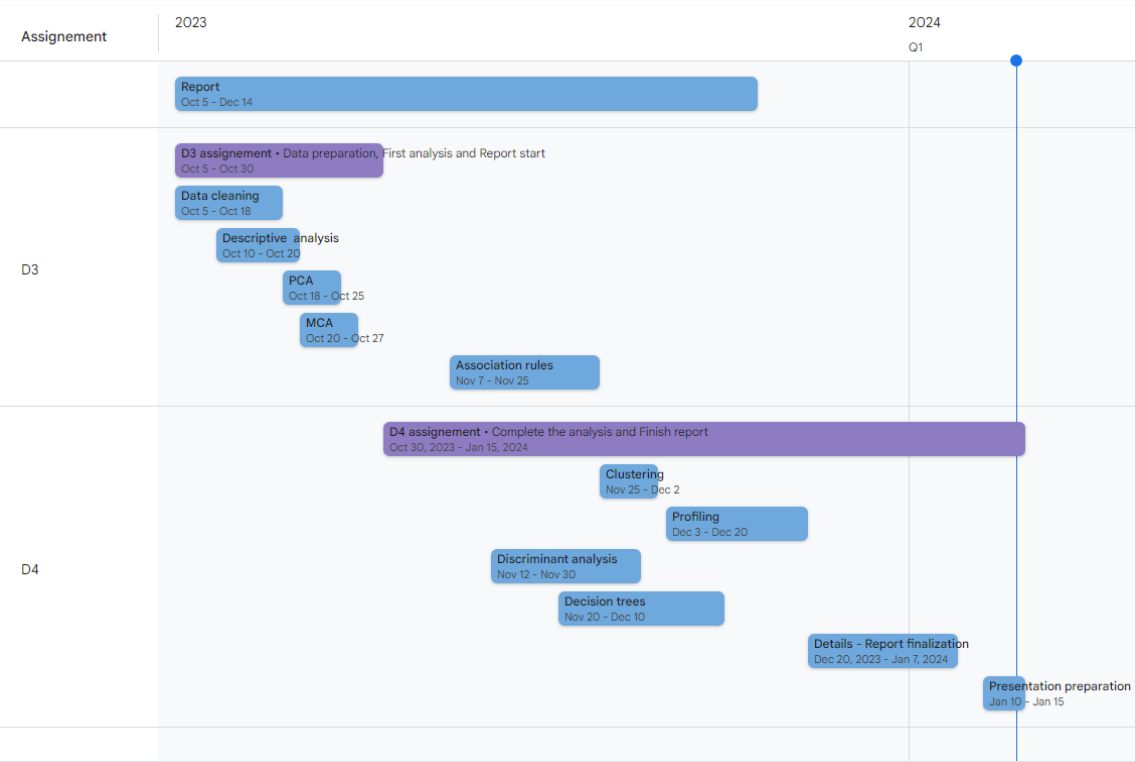 2023
2024
Assignement
Q1
Report
Oct 5 - Dec 14
D3 assignement • Data preparation, First analysis and Report start
Oct 5 - Oct 30
Data cleaning
Oct 5 - Oct 18
Descriptive analysis
Oct 10 - Oct 20
D3
PCA
Oct 18 - Oct 25
MCA
Oct 20 - Oct 27
Association rules
Nov 7 - Nov 25
D4 assignement • Complete the analysis and Finish report
Oct 30, 2023 - Jan 15, 2024
Clustering
Nov 25 - Dec 2
Profiling
Dec 3 - Dec 20
Discriminant analysis
Nov 12 - Nov 30
D4
Decision trees
Nov 20 - Dec 10
Details - Report finalization
Dec 20, 2023 - Jan 7, 2024
Presentation preparation
Jan 10 - Jan 15